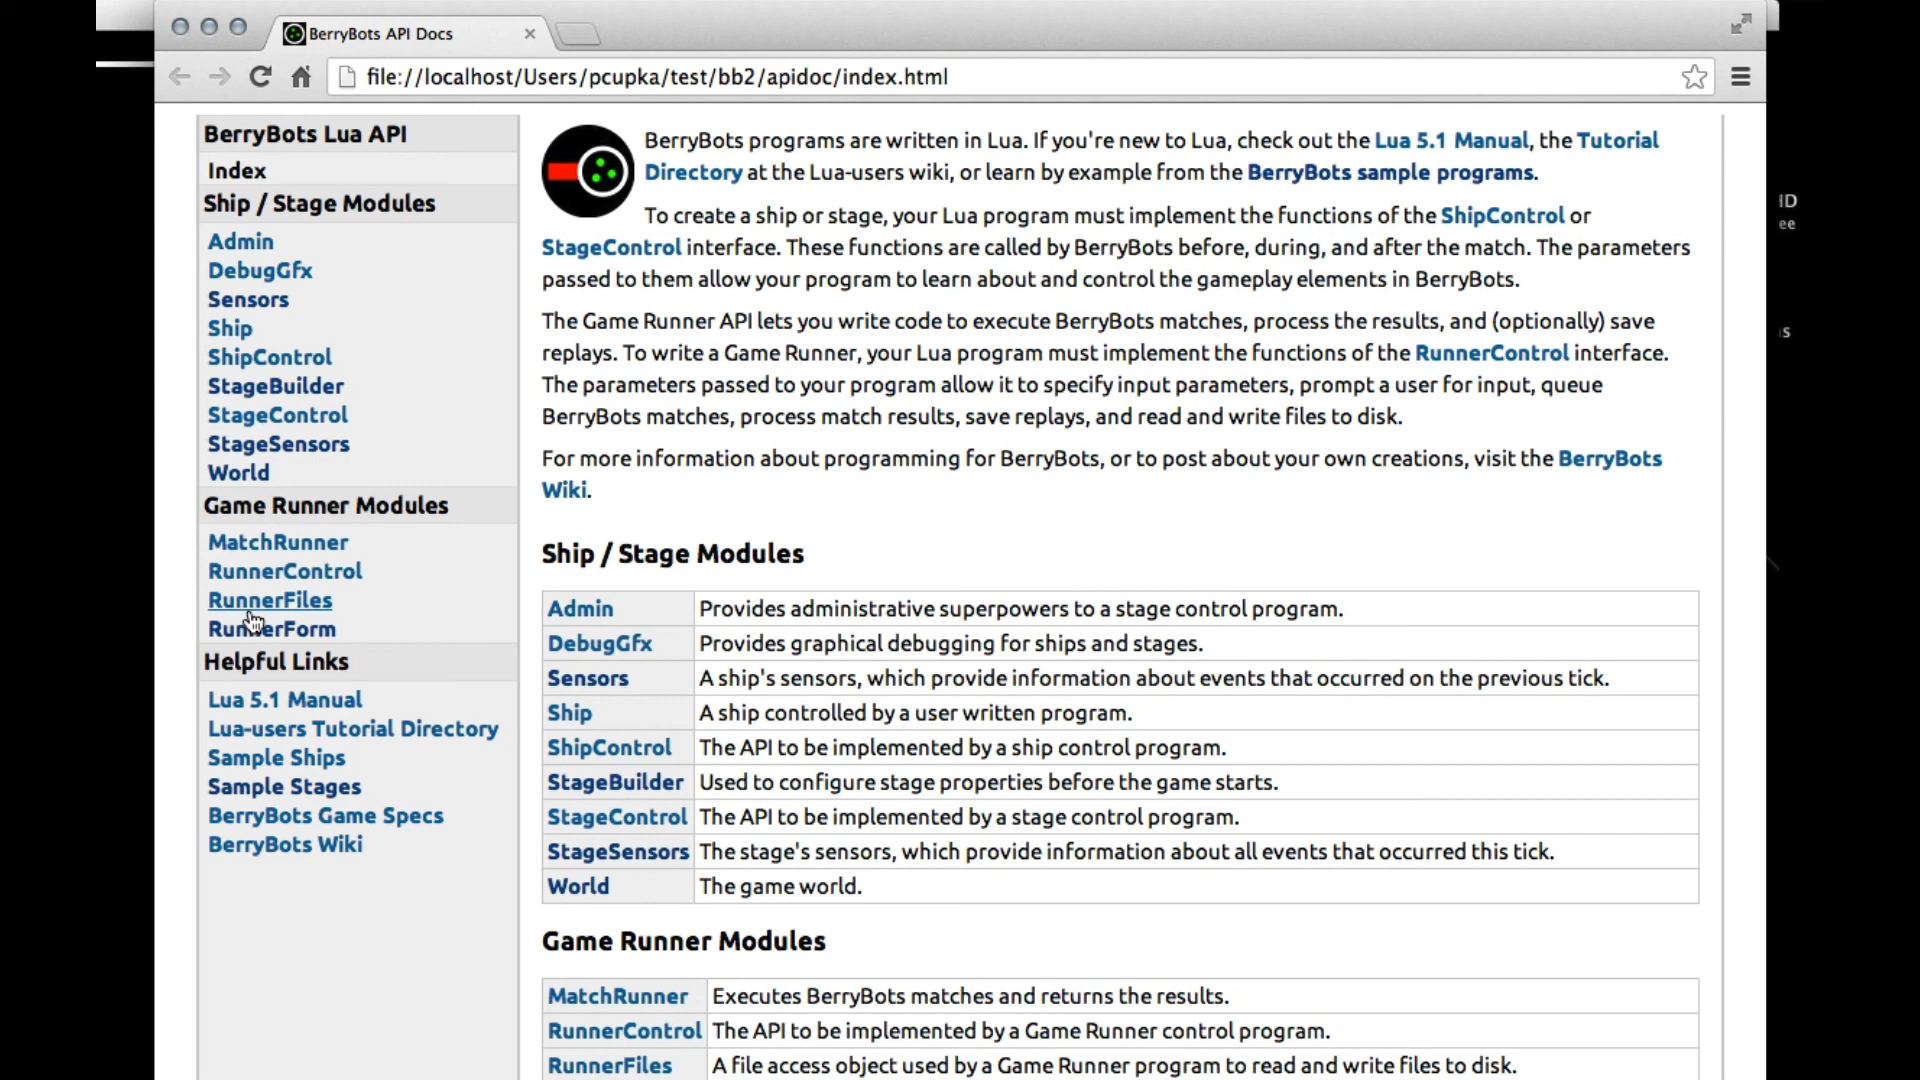 BerryBots API Docs
file://localhost/Users/pcupka/test/bb2/apidoc/index.html
BerryBots Lua API
Index
Ship / Stage Modules
Admin
DebugGfx
Sensors
Ship
ShipControl
StageBuilder
StageControl
StageSensors
World
Game Runner Modules
MatchRunner
RunnerControl
RunnerFiles
RunnerForm
Helpful Links
Lua 5.1 Manual
Lua-users Tutorial Directory
Sample Ships
Sample Stages
BerryBots Game Specs
BerryBots Wiki
BerryBots programs are written in Lua. If you're new to Lua, check out the Lua 5.1 Manual, the Tutorial
Directory at the Lua-users wiki, or learn by example from the BerryBots sample programs.
To create a ship or stage, your Lua program must implement the functions of the ShipControl or
StageControl interface. These functions are called by BerryBots before, during, and after the match. The parameters
passed to them allow your program to learn about and control the gameplay elements in BerryBots.
The Game Runner API lets you write code to execute BerryBots matches, process the results, and (optionally) save
replays. To write a Game Runner, your Lua program must implement the functions of the RunnerControl interface.
The parameters passed to your program allow it to specify input parameters, prompt a user for input, queue
BerryBots matches, process match results, save replays, and read and write files to disk.
For more information about programming for BerryBots, or to post about your own creations, visit the BerryBots
Wiki.
Ship / Stage Modules
Admin Provides administrative superpowers to a stage control program.
DebugGfx Provides graphical debugging for ships and stages.
Sensors A ship's sensors, which provide information about events that occurred on the previous tick.
Ship A ship controlled by a user written program.
ShipControl The API to be implemented by a ship control program.
StageBuilder Used to configure stage properties before the game starts.
StageControl The API to be implemented by a stage control program.
StageSensors The stage's sensors, which provide information about all events that occurred this tick.
World The game world.
Game Runner Modules
MatchRunner Executes BerryBots matches and returns the results.
RunnerControl The API to be implemented by a Game Runner control program.
RunnerFiles A file access object used by a Game Runner program to read and write files to disk.